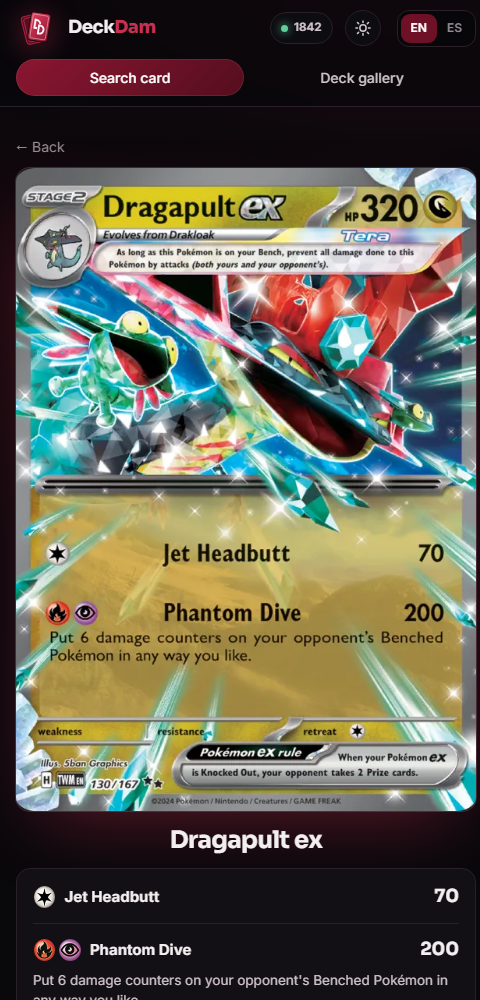 DeckDam
1842
EN ES
Search card
Deck gallery
← Back
STAGE2
Dragapult ex
HP 320
Evolves from Drakloak
Tera
As long as this Pokémon is on your Bench, prevent all damage done to this
Pokémon by attacks (both yours and your opponent's).
Jet Headbutt 70
Phantom Dive 200
Put 6 damage counters on your opponent's Benched
Pokémon in any way you like.
weakness resistance retreat
Illus. 5ban Graphics
H TWM EN 130/167
Pokémon ex rule
When your Pokémon ex
is Knocked Out, your opponent takes 2 Prize cards.
©2024 Pokémon / Nintendo / Creatures / GAME FREAK
Dragapult ex
Jet Headbutt 70
Phantom Dive 200
Put 6 damage counters on your opponent's Benched Pokémon in
any way you like.